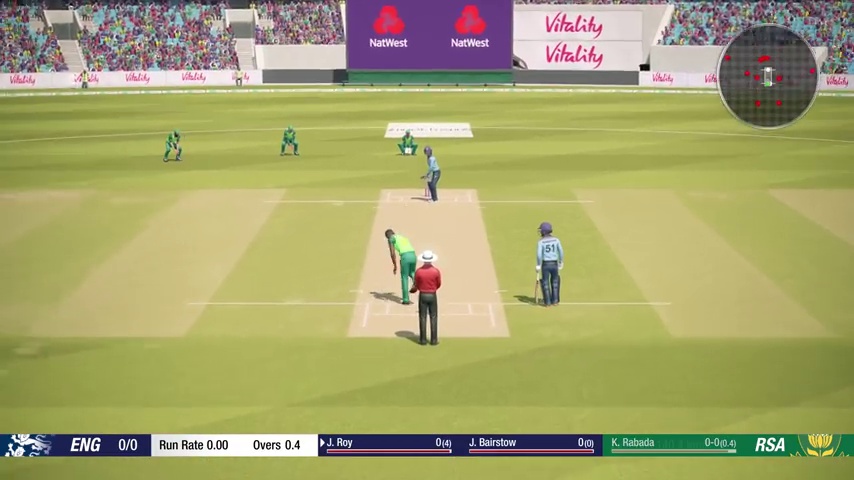 NatWest NatWest
Vitality
Vitality
Vitality Vitality Vitality Vitality Vitality Vitality
51
ENG 0/0 Run Rate 0.00 Overs 0.4 J. Roy 0(4) J. Bairstow 0(0) K. Rabada 0-0(0.4) RSA